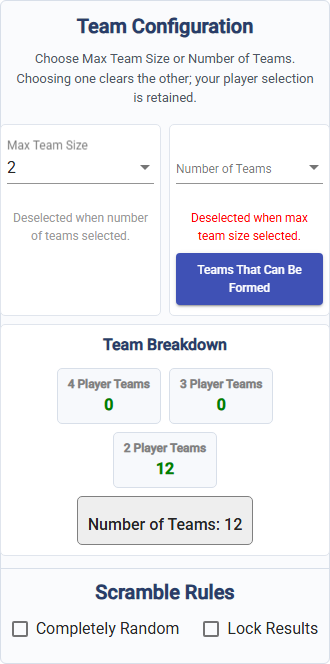 Team Configuration
Choose Max Team Size or Number of Teams.
Choosing one clears the other; your player selection
is retained.
Max Team Size
2
Deselected when number
of teams selected.
Number of Teams
Deselected when max
team size selected.
Teams That Can Be
Formed
Team Breakdown
4 Player Teams
0
3 Player Teams
0
2 Player Teams
12
Number of Teams: 12
Scramble Rules
Completely Random
Lock Results